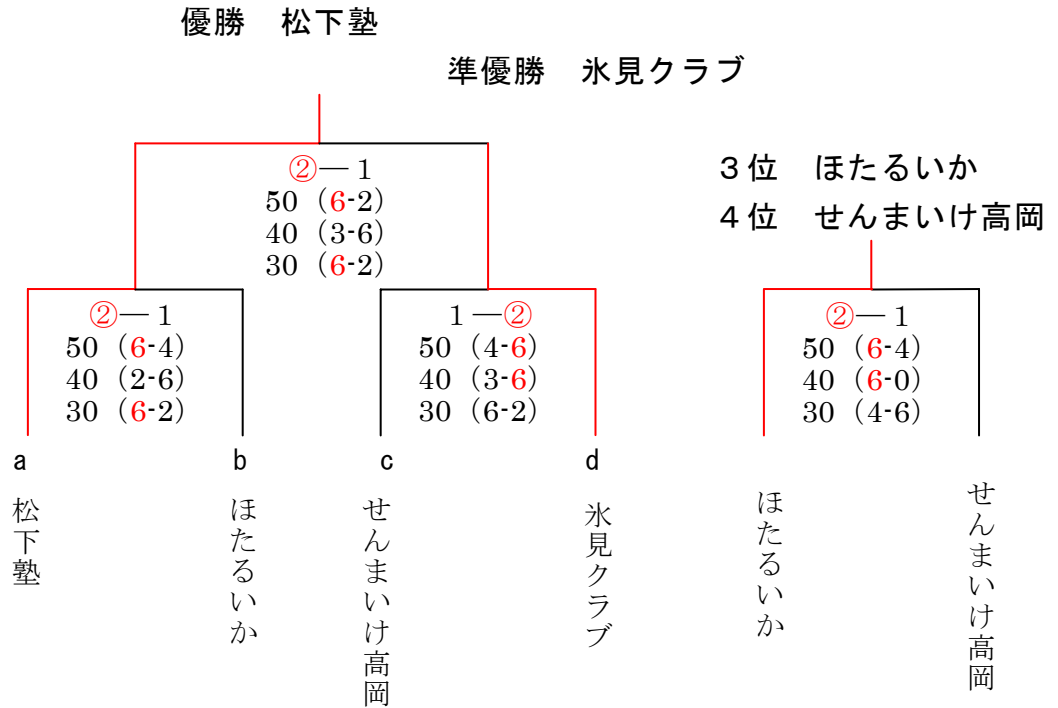 優勝　松下塾
準優勝　氷見クラブ
②― 1
50（6-2）
40（3-6）
30（6-2）
３位　ほたるいか
４位　せんまいけ高岡
②― 1
50（6-4）
40（2-6）
30（6-2）
1 ―②
50（4-6）
40（3-6）
30（6-2）
②― 1
50（6-4）
40（6-0）
30（4-6）
a
b
c
d
松下塾
ほたるいか
せんまいけ高岡
氷見クラブ
ほたるいか
せんまいけ高岡